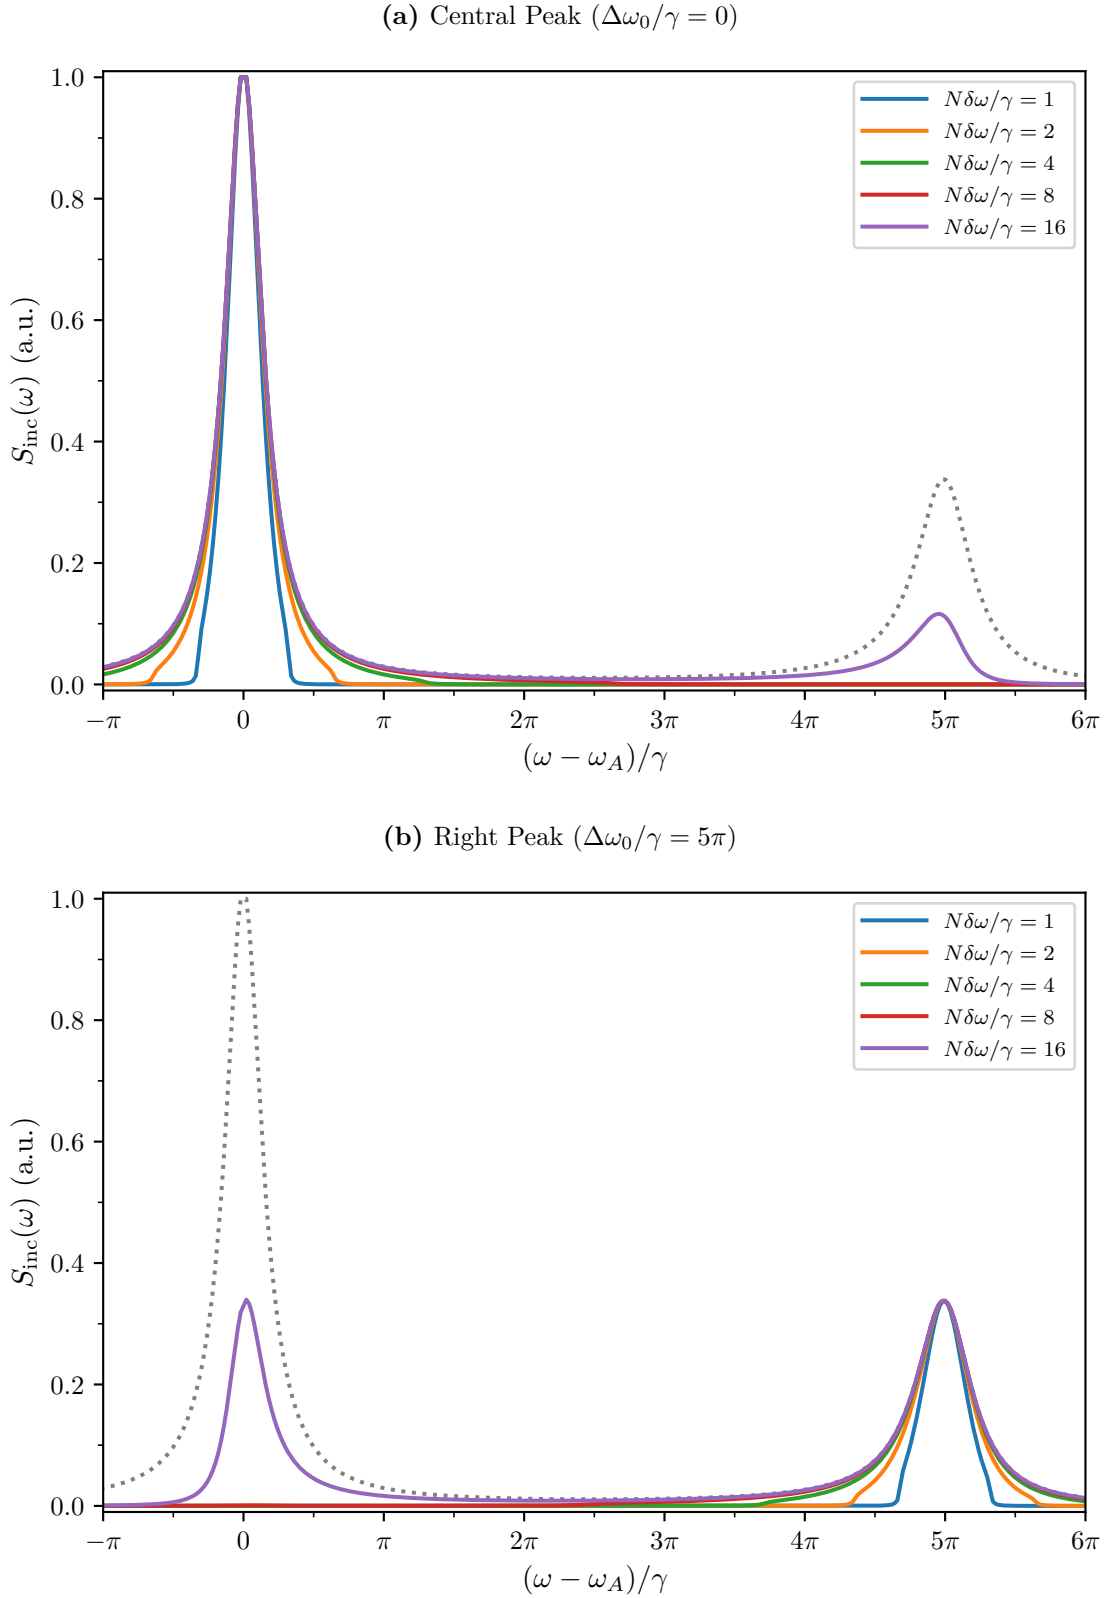 (a) Central Peak (Δω₀/γ = 0)
1.0
0.8
0.6
0.4
0.2
0.0
S_inc(ω) (a.u.)
Nδω/γ = 1
Nδω/γ = 2
Nδω/γ = 4
Nδω/γ = 8
Nδω/γ = 16
−π 0 π 2π 3π 4π 5π 6π
(ω − ω_A)/γ
(b) Right Peak (Δω₀/γ = 5π)
1.0
0.8
0.6
0.4
0.2
0.0
S_inc(ω) (a.u.)
Nδω/γ = 1
Nδω/γ = 2
Nδω/γ = 4
Nδω/γ = 8
Nδω/γ = 16
−π 0 π 2π 3π 4π 5π 6π
(ω − ω_A)/γ